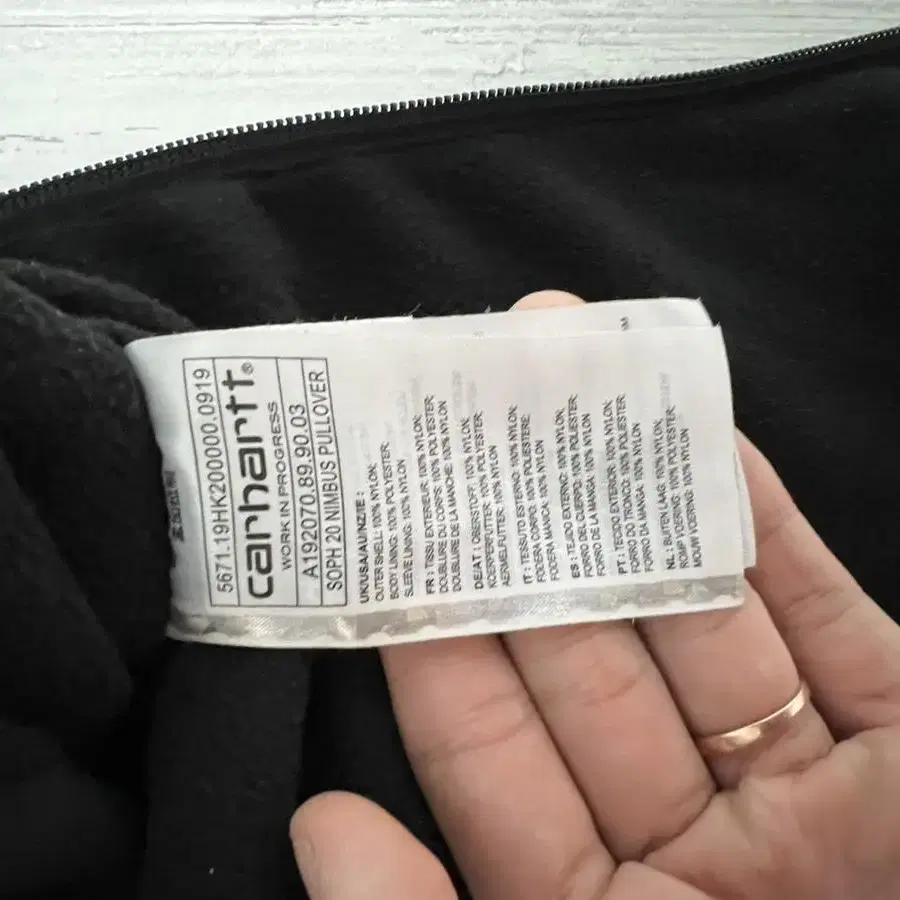 5671.19HK200000.0919
carhartt®
WORK IN PROGRESS
A192070.89.90.03
SOPH 20 NIMBUS PULLOVER
UK/USA/AU/NZ/IE :
OUTER SHELL: 100% NYLON;
BODY LINING: 100% POLYESTER;
SLEEVE LINING: 100% NYLON
FR : TISSU EXTERIEUR: 100% NYLON;
DOUBLURE DU CORPS: 100% POLYESTER;
DOUBLURE DE LA MANCHE: 100% NYLON
DE/AT : OBERSTOFF: 100% NYLON;
KOERPERFUTTER: 100% POLYESTER;
AERMELFUTTER: 100% NYLON
IT : TESSUTO ESTERNO: 100% NYLON;
FODERA CORPO: 100% POLIESTERE;
FODERA MANICA: 100% NYLON
ES : TEJIDO EXTERNO: 100% NYLON;
FORRO DE CUERPO: 100% POLIESTER;
FORRO DE LA MANGA: 100% NYLON
PT : TECIDO EXTERIOR: 100% NYLON;
FORRO DO TRONCO: 100% POLIESTER
FORRO DA MANGA: 100% NYLON
NL : BUITEN LAAG: 100% NYLON;
ROMP VOERING: 100% POLYESTER;
MOUW VOERING: 100% NYLON